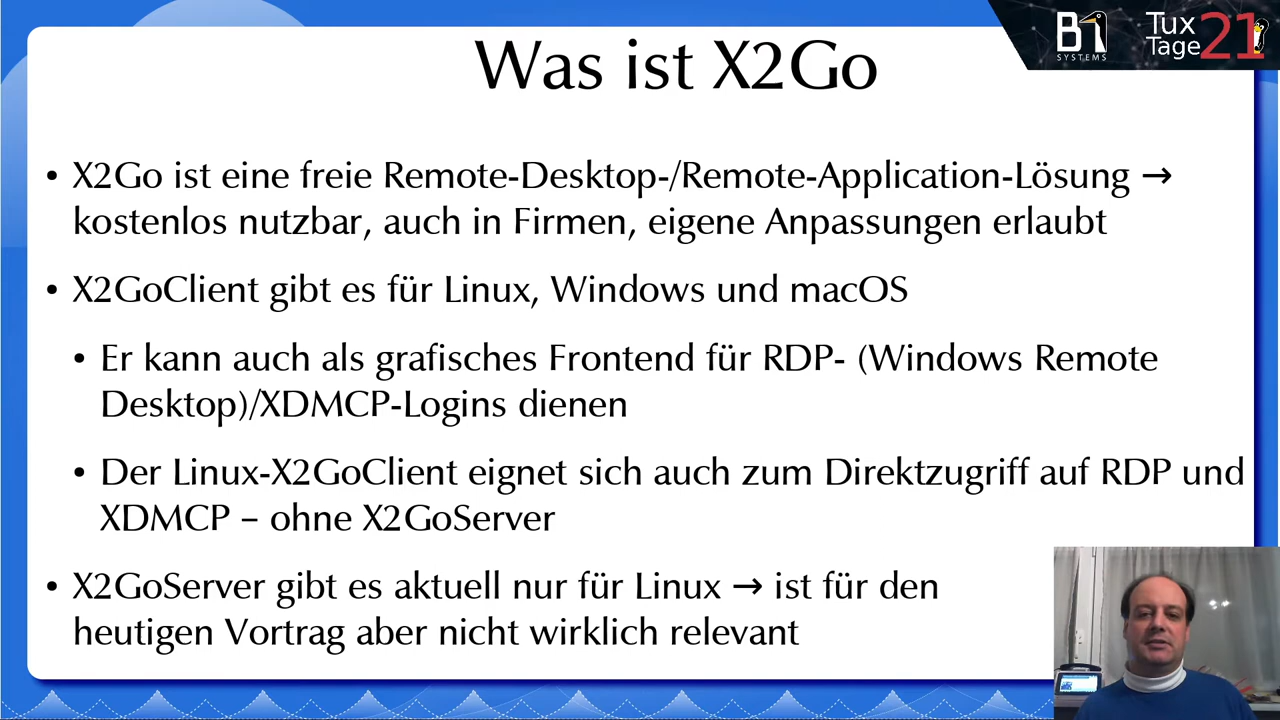 B1
SYSTEMS
Tux
Tage 21
Was ist X2Go
• X2Go ist eine freie Remote-Desktop-/Remote-Application-Lösung →
kostenlos nutzbar, auch in Firmen, eigene Anpassungen erlaubt
• X2GoClient gibt es für Linux, Windows und macOS
• Er kann auch als grafisches Frontend für RDP- (Windows Remote
Desktop)/XDMCP-Logins dienen
• Der Linux-X2GoClient eignet sich auch zum Direktzugriff auf RDP und
XDMCP – ohne X2GoServer
• X2GoServer gibt es aktuell nur für Linux → ist für den
heutigen Vortrag aber nicht wirklich relevant